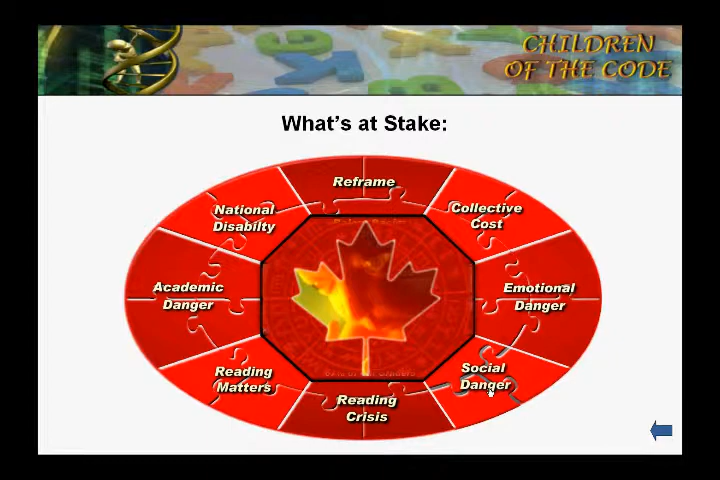 CHILDREN
OF THE CODE
What's at Stake:
Reframe
National
Disabilty
Collective
Cost
Academic
Danger
Emotional
Danger
Reading
Matters
Social
Danger
Reading
Crisis